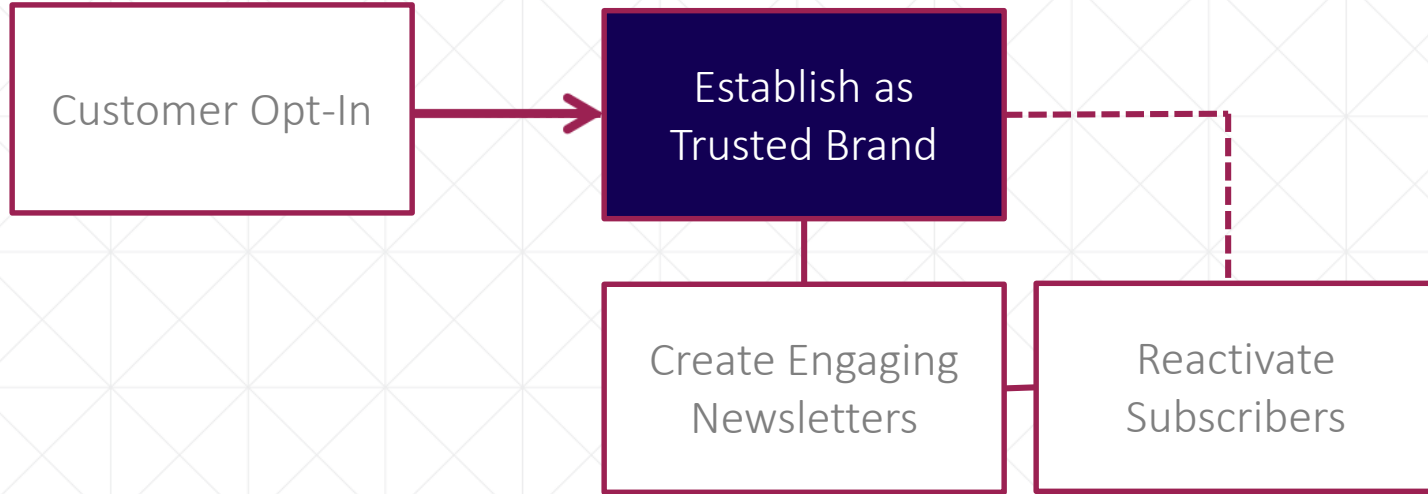 Customer Opt-In
Establish as
Trusted Brand
Create Engaging
Newsletters
Reactivate
Subscribers